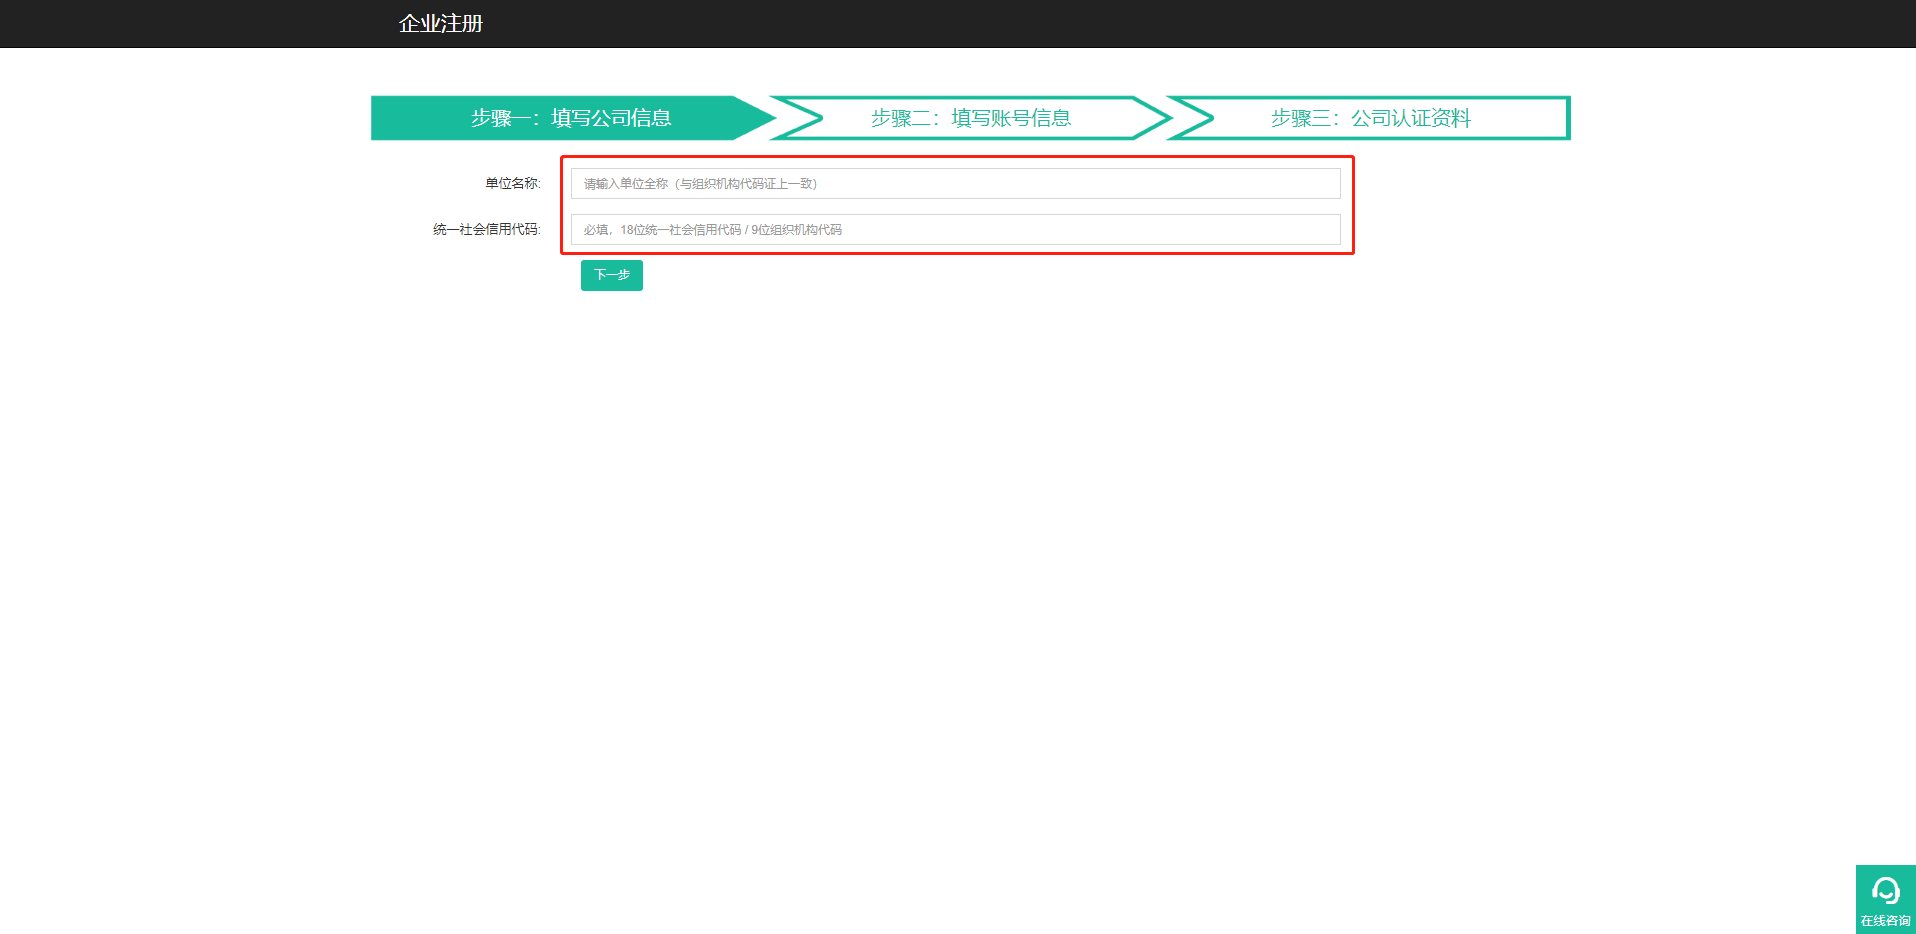 企业注册
步骤一：填写公司信息
步骤二：填写账号信息
步骤三：公司认证资料
单位名称:
请输入单位全称（与组织机构代码证上一致）
统一社会信用代码:
必填，18位统一社会信用代码 / 9位组织机构代码
下一步
在线咨询